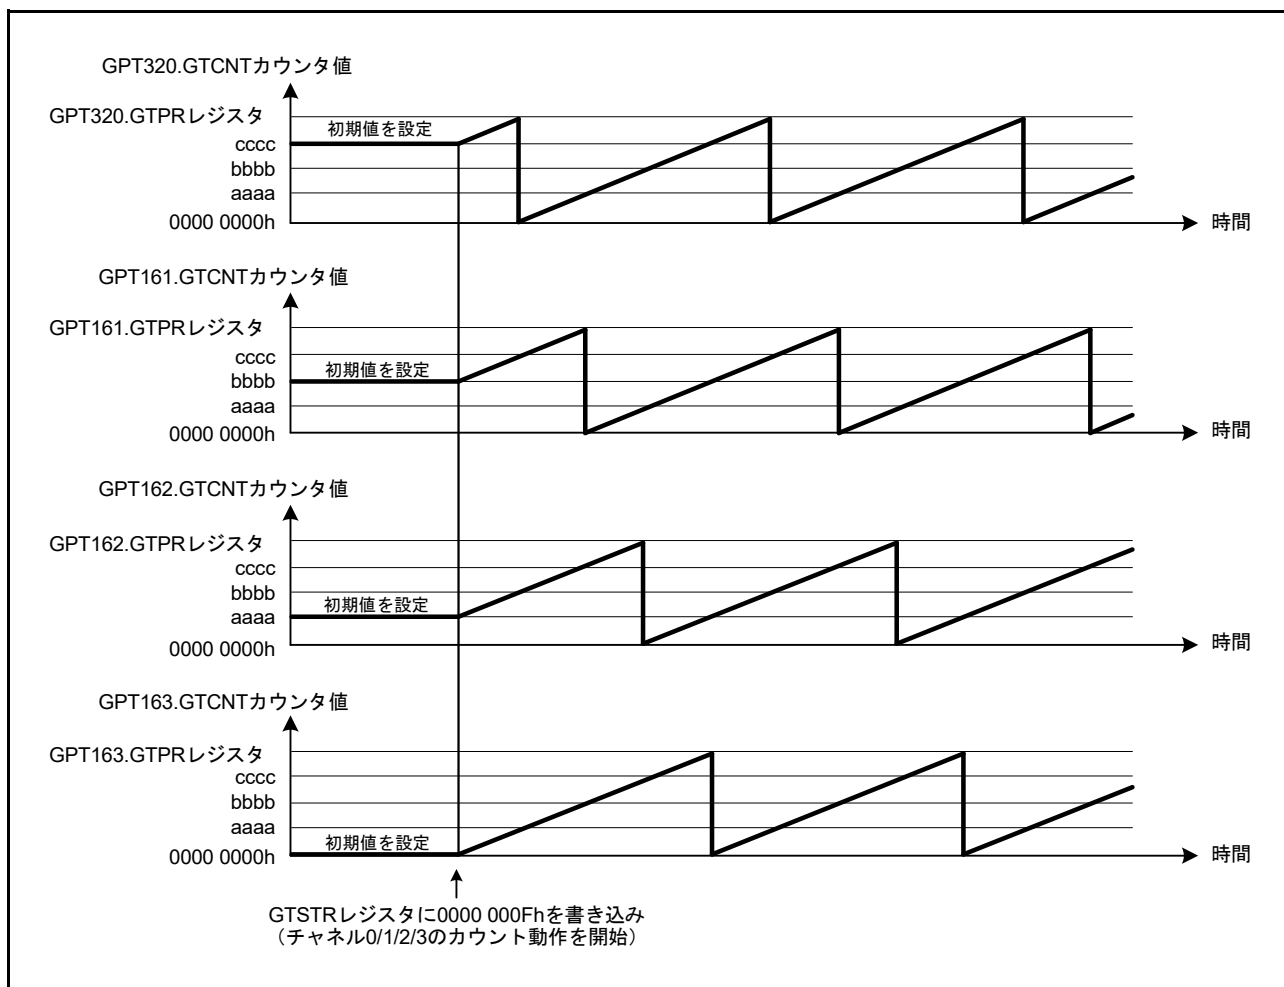 GPT320.GTCNTカウンタ値
GPT320.GTPRレジスタ
初期値を設定
cccc
bbbb
aaaa
0000 0000h
時間
GPT161.GTCNTカウンタ値
GPT161.GTPRレジスタ
cccc
初期値を設定
bbbb
aaaa
0000 0000h
時間
GPT162.GTCNTカウンタ値
GPT162.GTPRレジスタ
cccc
bbbb
初期値を設定
aaaa
0000 0000h
時間
GPT163.GTCNTカウンタ値
GPT163.GTPRレジスタ
cccc
bbbb
aaaa
初期値を設定
0000 0000h
時間
GTSTRレジスタに0000 000Fhを書き込み
(チャネル0/1/2/3のカウント動作を開始)